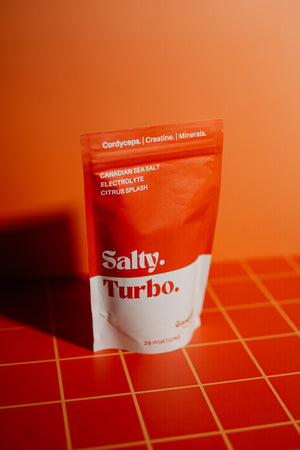 Cordyceps. | Creatine. | Minerals.
CANADIAN SEA SALT
ELECTROLYTE
CITRUS SPLASH
Salty.
Turbo.
28 PORTIONS